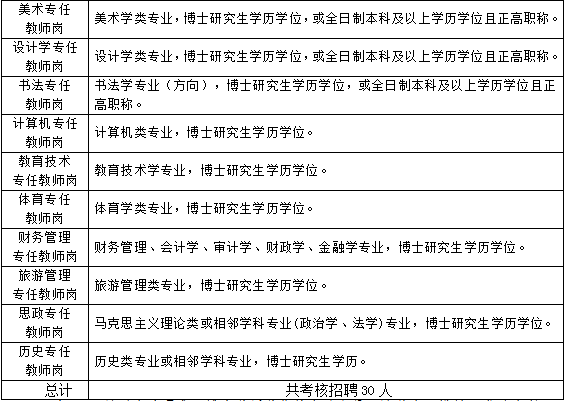 美术专任
教师岗
美术学类专业，博士研究生学历学位，或全日制本科及以上学历学位且正高职称。
设计学专任
教师岗
设计学类专业，博士研究生学历学位，或全日制本科及以上学历学位且正高职称。
书法专任
教师岗
书法学专业（方向），博士研究生学历学位，或全日制本科及以上学历学位且正
高职称。
计算机专任
教师岗
计算机类专业，博士研究生学历学位。
教育技术
专任教师岗
教育技术学专业，博士研究生学历学位。
体育专任
教师岗
体育学类专业，博士研究生学历学位。
财务管理
专任教师岗
财务管理、会计学、审计学、财政学、金融学专业，博士研究生学历学位。
旅游管理
专任教师岗
旅游管理类专业，博士研究生学历学位。
思政专任
教师岗
马克思主义理论类或相邻学科专业(政治学、法学)专业，博士研究生学历学位。
历史专任
教师岗
历史类专业或相邻学科专业，博士研究生学历。
总计
共考核招聘 30 人